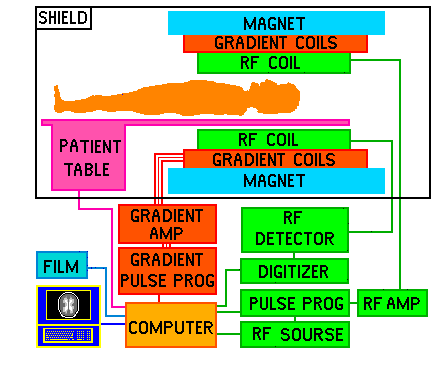 SHIELD
MAGNET
GRADIENT COILS
RF COIL
RF COIL
GRADIENT COILS
MAGNET
PATIENT
TABLE
GRADIENT
AMP
RF
DETECTOR
GRADIENT
PULSE PROG
FILM
DIGITIZER
PULSE PROG
RF AMP
COMPUTER
RF SOURSE